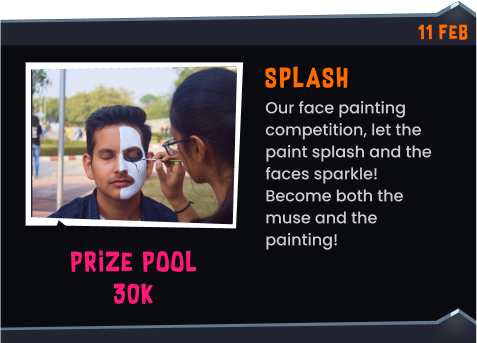 11 FEB
SPLASH
Our face painting
competition, let the
paint splash and the
faces sparkle!
Become both the
muse and the
painting!
PRiZE POOL
30K